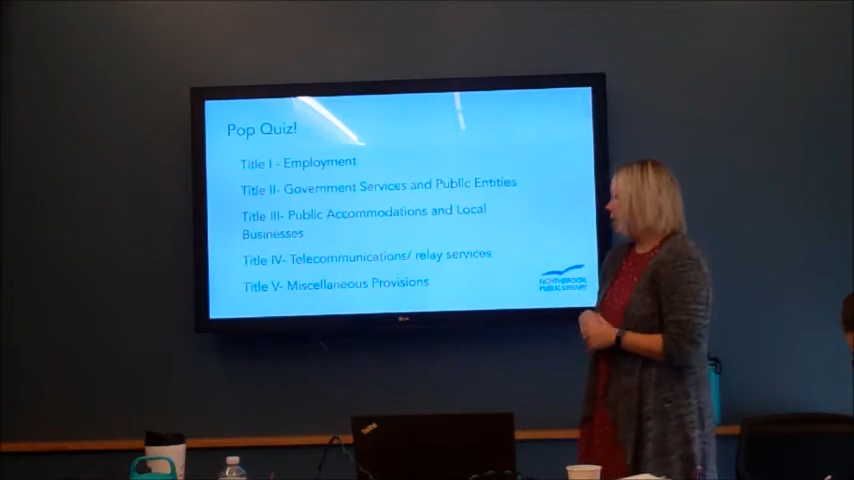 Pop Quiz!
Title I - Employment
Title II- Government Services and Public Entities
Title III- Public Accommodations and Local
Businesses
Title IV- Telecommunications/ relay services
Title V- Miscellaneous Provisions
NORTHBROOK
PUBLIC LIBRARY